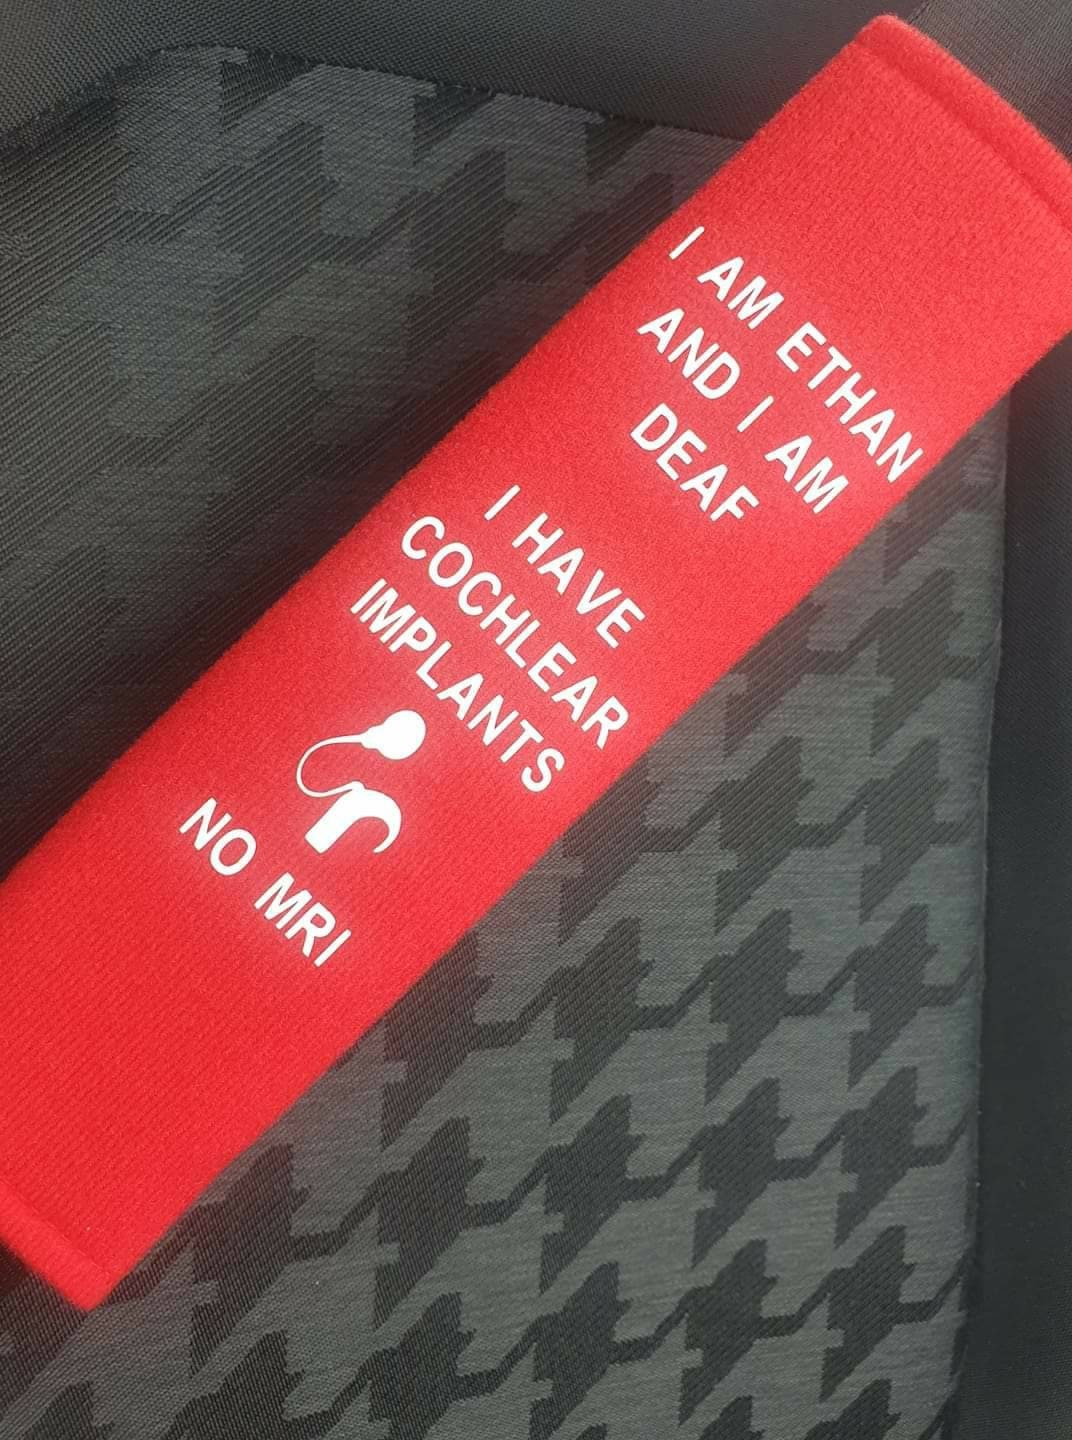 I AM ETHAN
AND I AM
DEAF
I HAVE
COCHLEAR
IMPLANTS
NO MRI